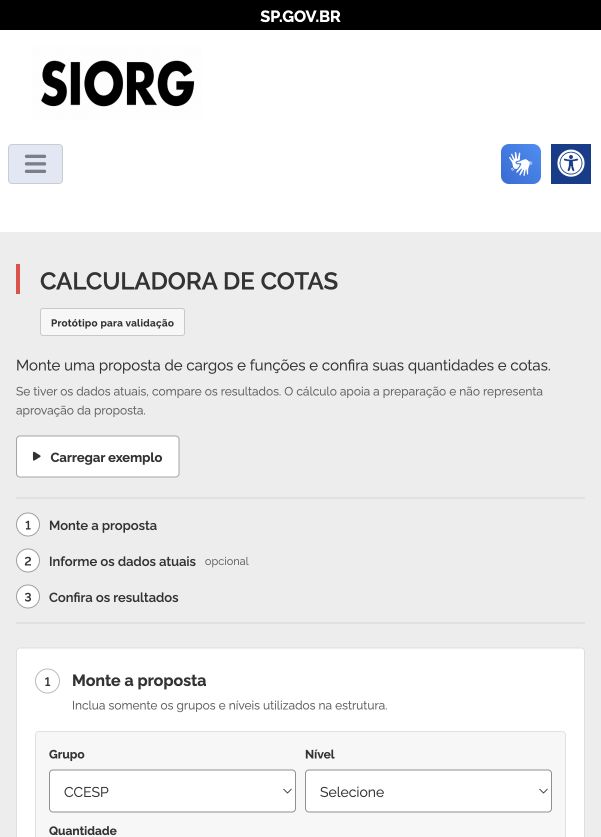 SP.GOV.BR
SIORG
CALCULADORA DE COTAS
Protótipo para validação
Monte uma proposta de cargos e funções e confira suas quantidades e cotas.
Se tiver os dados atuais, compare os resultados. O cálculo apoia a preparação e não representa
aprovação da proposta.
Carregar exemplo
1 Monte a proposta
2 Informe os dados atuais opcional
3 Confira os resultados
1 Monte a proposta
Inclua somente os grupos e níveis utilizados na estrutura.
Grupo Nível
CCESP Selecione
Quantidade